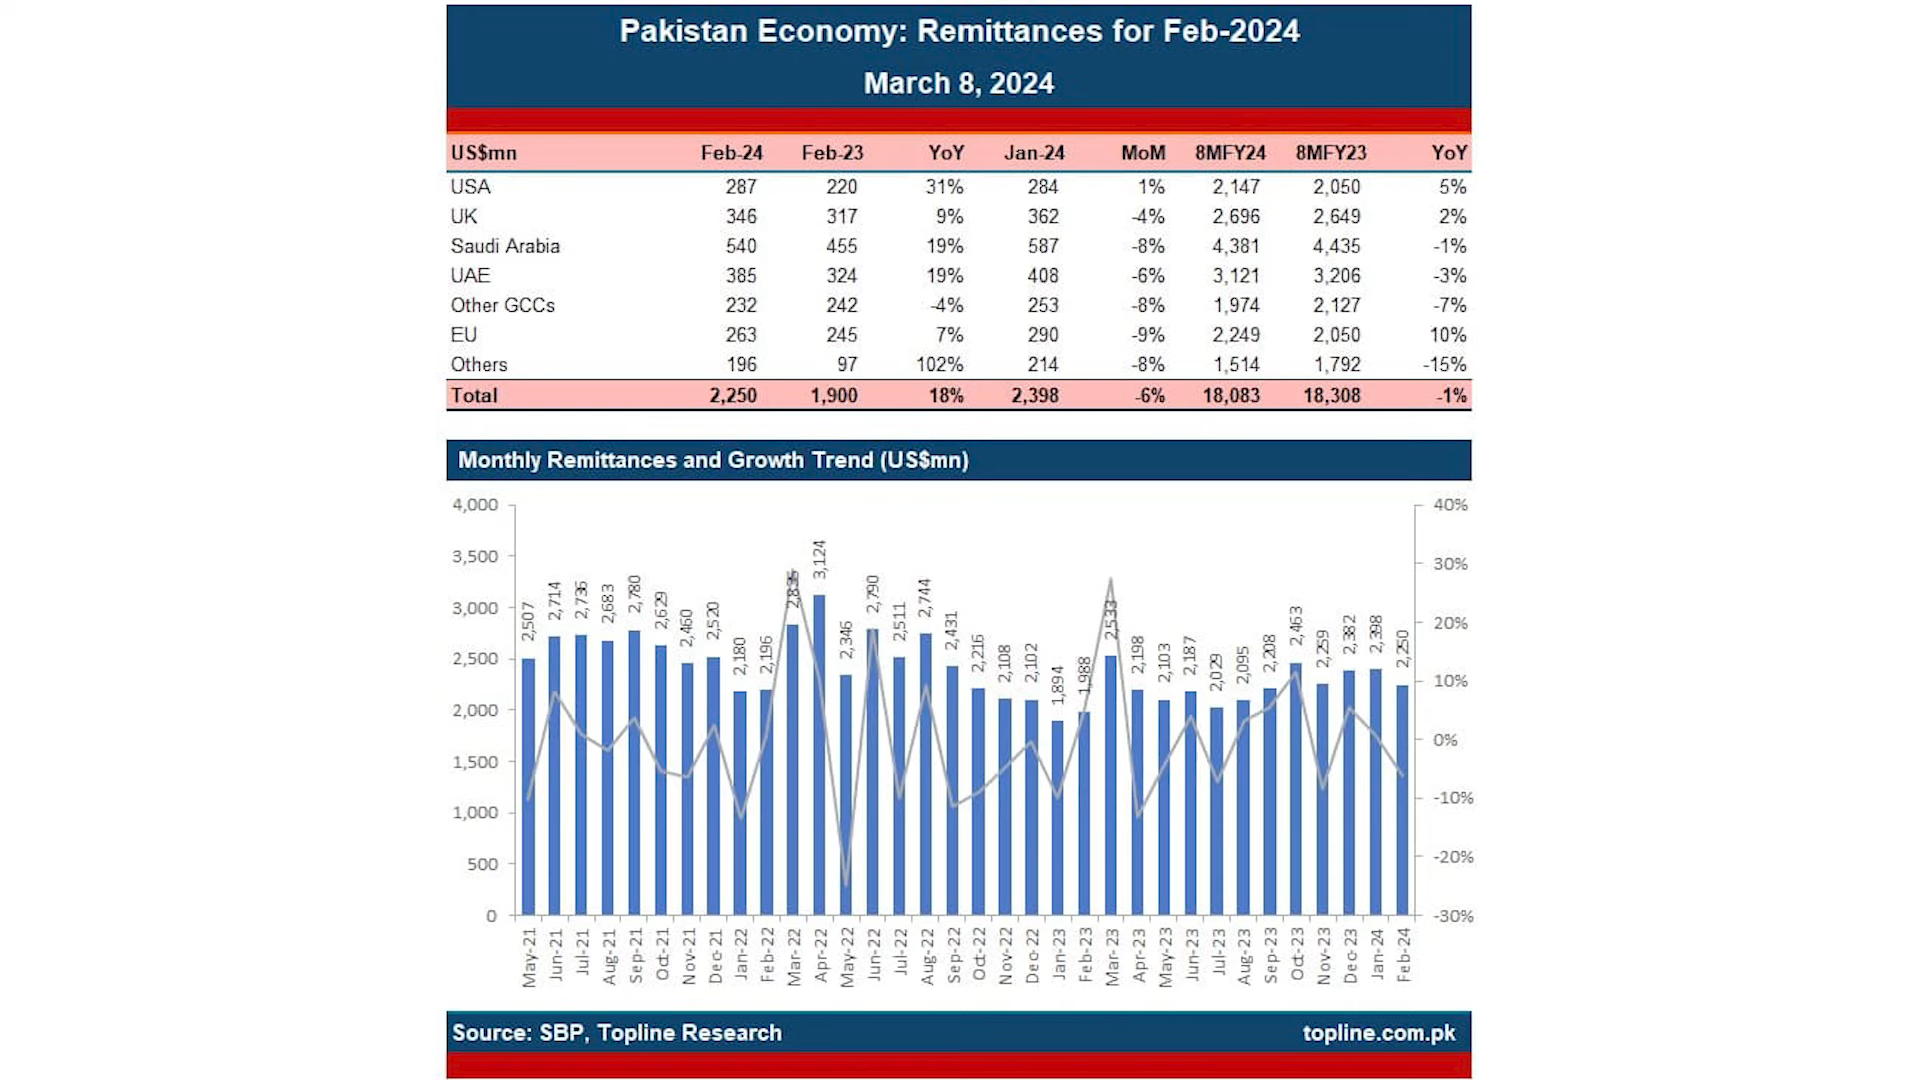 Pakistan Economy: Remittances for Feb-2024
March 8, 2024
US$mn Feb-24 Feb-23 YoY Jan-24 MoM 8MFY24 8MFY23 YoY
USA 287 220 31% 284 1% 2,147 2,050 5%
UK 346 317 9% 362 -4% 2,696 2,649 2%
Saudi Arabia 540 455 19% 587 -8% 4,381 4,435 -1%
UAE 385 324 19% 408 -6% 3,121 3,206 -3%
Other GCCs 232 242 -4% 253 -8% 1,974 2,127 -7%
EU 263 245 7% 290 -9% 2,249 2,050 10%
Others 196 97 102% 214 -8% 1,514 1,792 -15%
Total 2,250 1,900 18% 2,398 -6% 18,083 18,308 -1%
Monthly Remittances and Growth Trend (US$mn)
4,000 40%
3,500 30%
3,000 20%
2,500 10%
2,000 0%
1,500 -10%
1,000 -20%
500 -30%
0
2,507 2,714 2,736 2,683 2,780 2,629 2,460 2,520 2,180 2,196 3,124 2,346 2,790 2,511 2,744 2,431 2,216 2,108 2,102 1,894 1,988 2,533 2,198 2,103 2,187 2,029 2,095 2,208 2,463 2,259 2,382 2,398 2,250
May-21 Jun-21 Jul-21 Aug-21 Sep-21 Oct-21 Nov-21 Dec-21 Jan-22 Feb-22 Mar-22 Apr-22 May-22 Jun-22 Jul-22 Aug-22 Sep-22 Oct-22 Nov-22 Dec-22 Jan-23 Feb-23 Mar-23 Apr-23 May-23 Jun-23 Jul-23 Aug-23 Sep-23 Oct-23 Nov-23 Dec-23 Jan-24 Feb-24
Source: SBP, Topline Research topline.com.pk